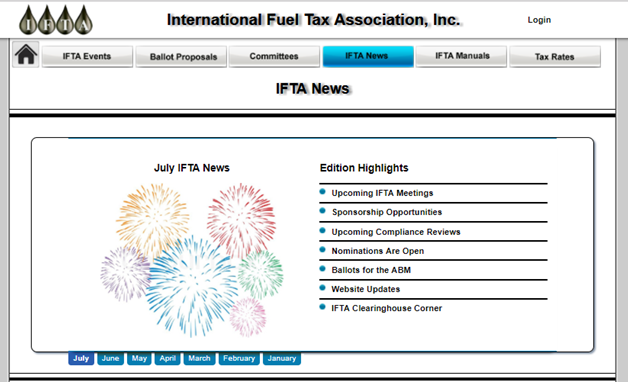 IFTA
International Fuel Tax Association, Inc.
Login
IFTA Events
Ballot Proposals
Committees
IFTA News
IFTA Manuals
Tax Rates
IFTA News
July IFTA News
Edition Highlights
Upcoming IFTA Meetings
Sponsorship Opportunities
Upcoming Compliance Reviews
Nominations Are Open
Ballots for the ABM
Website Updates
IFTA Clearinghouse Corner
July
June
May
April
March
February
January